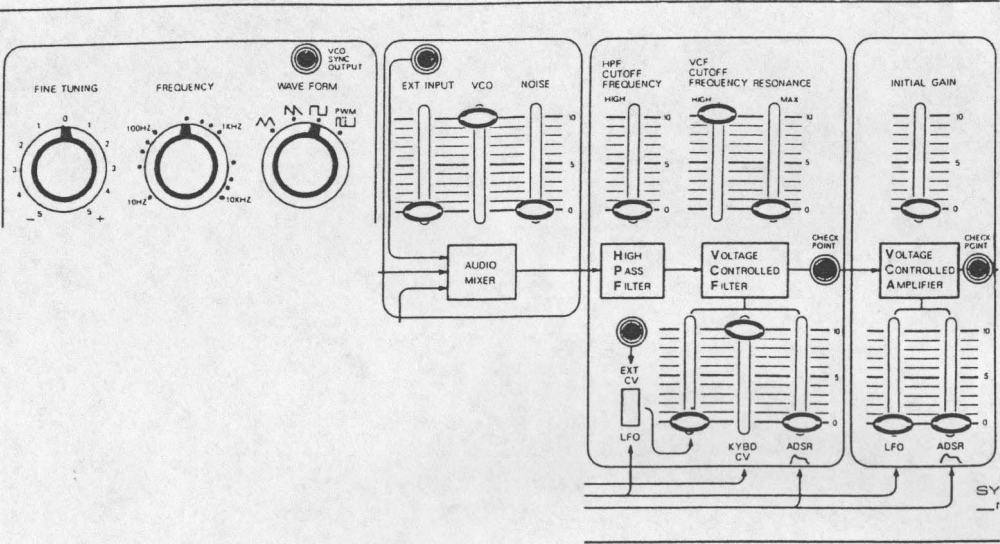 VCO
SYNC
OUTPUT
FINE TUNING
FREQUENCY
WAVE FORM
0
1
1
2
2
3
3
4
4
5
5
−
+
100HZ
1KHZ
10HZ
10KHZ
PWM
EXT INPUT
VCO
NOISE
10
5
0
AUDIO
MIXER
HPF
CUTOFF
FREQUENCY
HIGH
VCF
CUTOFF
FREQUENCY
RESONANCE
HIGH
MAX
10
5
0
HIGH
PASS
FILTER
VOLTAGE
CONTROLLED
FILTER
CHECK
POINT
EXT
CV
LFO
KYBD
CV
ADSR
10
5
0
INITIAL GAIN
10
5
0
VOLTAGE
CONTROLLED
AMPLIFIER
CHECK
POINT
10
5
0
LFO
ADSR
SY